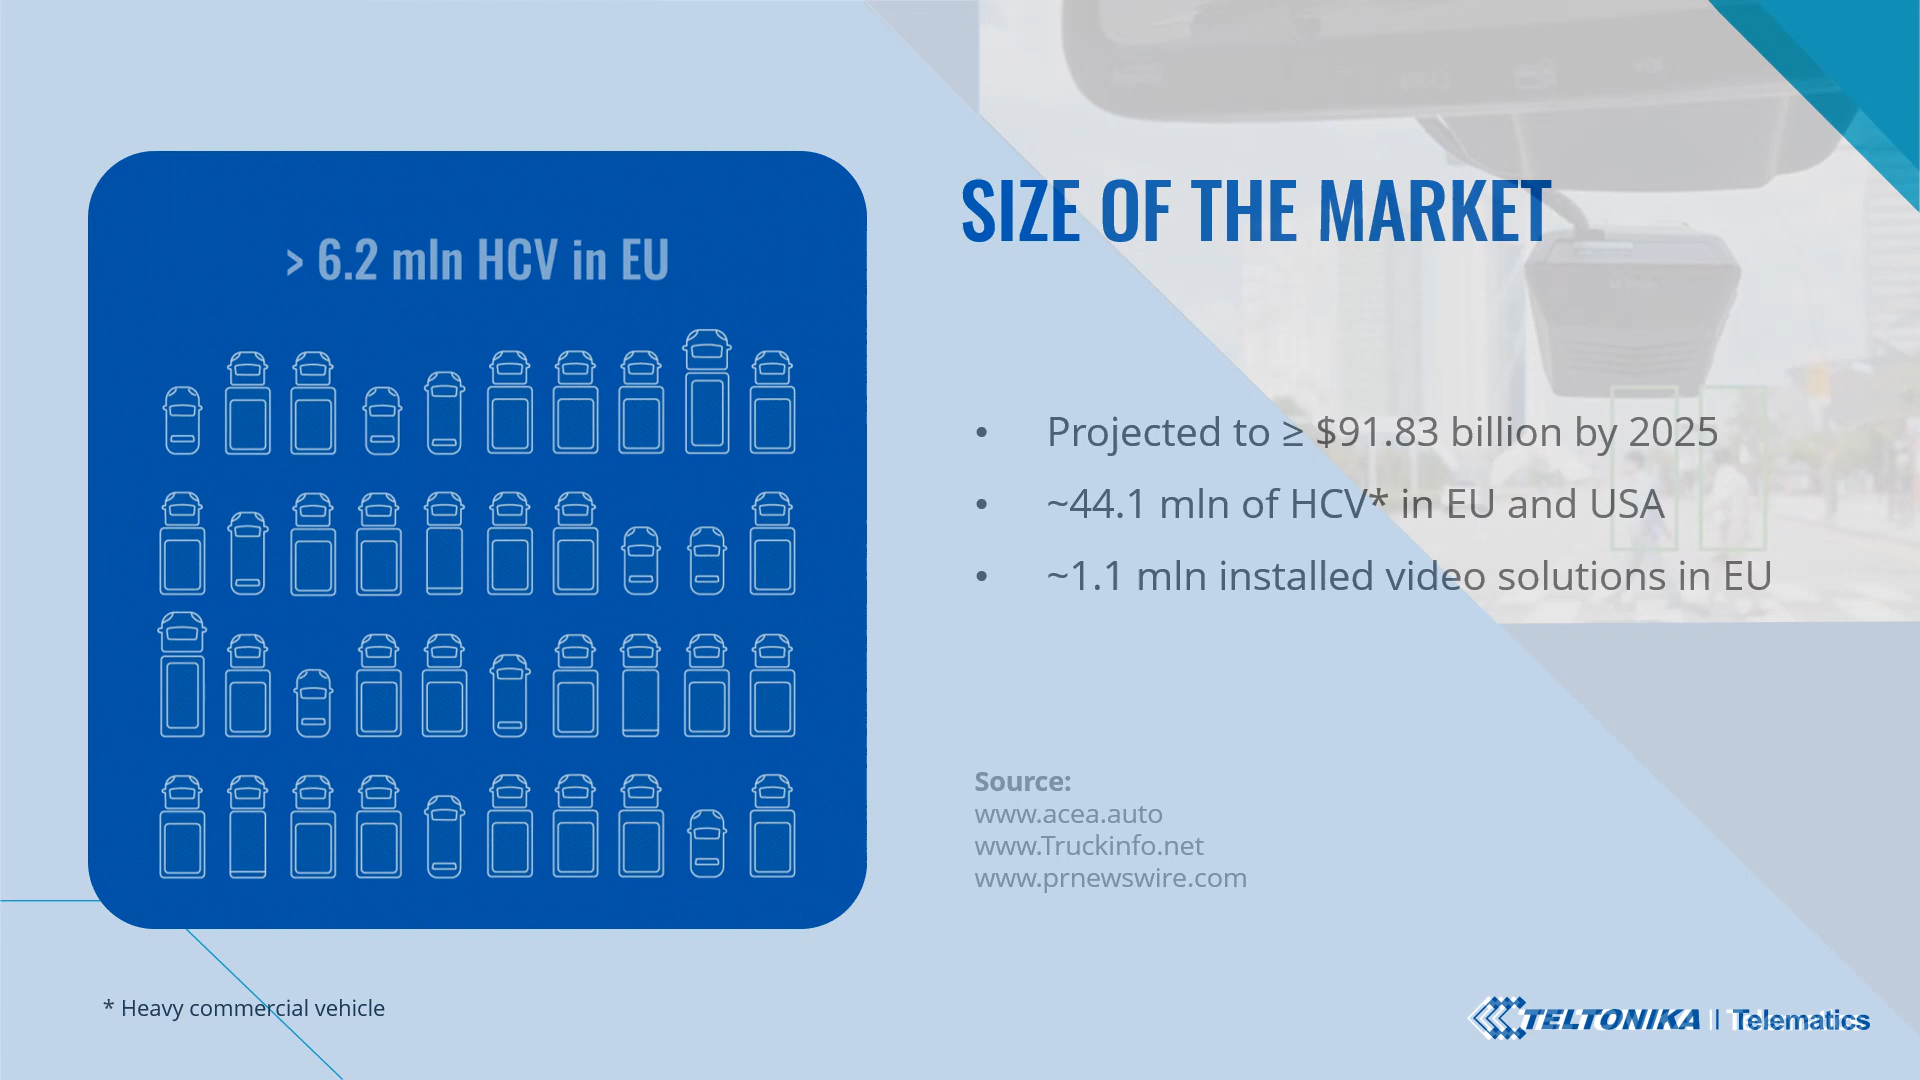 > 6.2 mln HCV in EU
SIZE OF THE MARKET
• Projected to ≥ $91.83 billion by 2025
• ~44.1 mln of HCV* in EU and USA
• ~1.1 mln installed video solutions in EU
Source:
www.acea.auto
www.Truckinfo.net
www.prnewswire.com
* Heavy commercial vehicle
TELTONIKA | Telematics